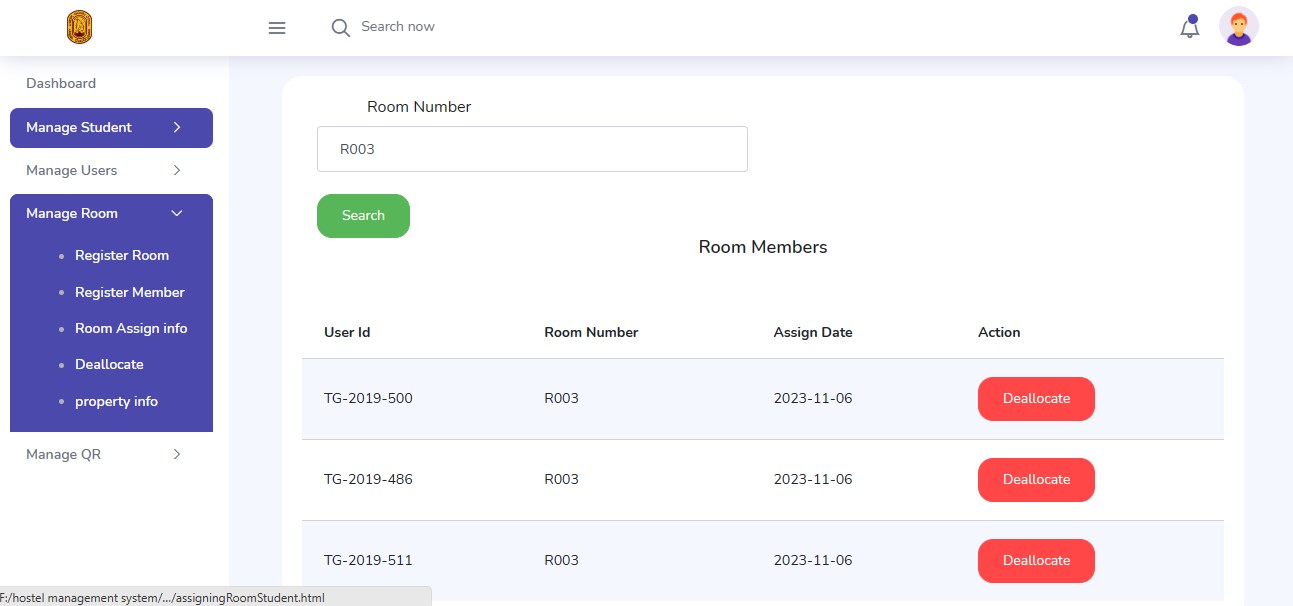 Search now
Dashboard
Manage Student
Manage Users
Manage Room
Register Room
Register Member
Room Assign info
Deallocate
property info
Manage QR
Room Number
R003
Search
Room Members
User Id Room Number Assign Date Action
TG-2019-500 R003 2023-11-06 Deallocate
TG-2019-486 R003 2023-11-06 Deallocate
TG-2019-511 R003 2023-11-06 Deallocate
F:/hostel management system/.../assigningRoomStudent.html